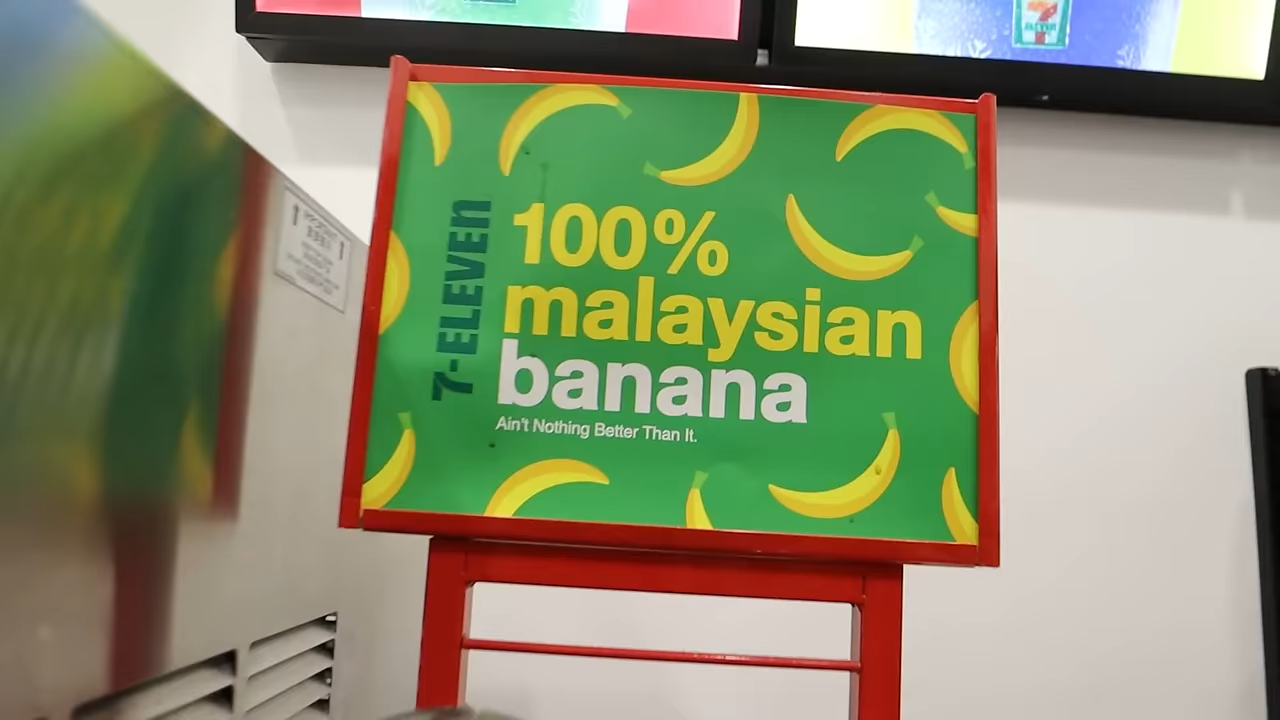 7-ELEVEN
100%
malaysian
banana
Ain't Nothing Better Than It.